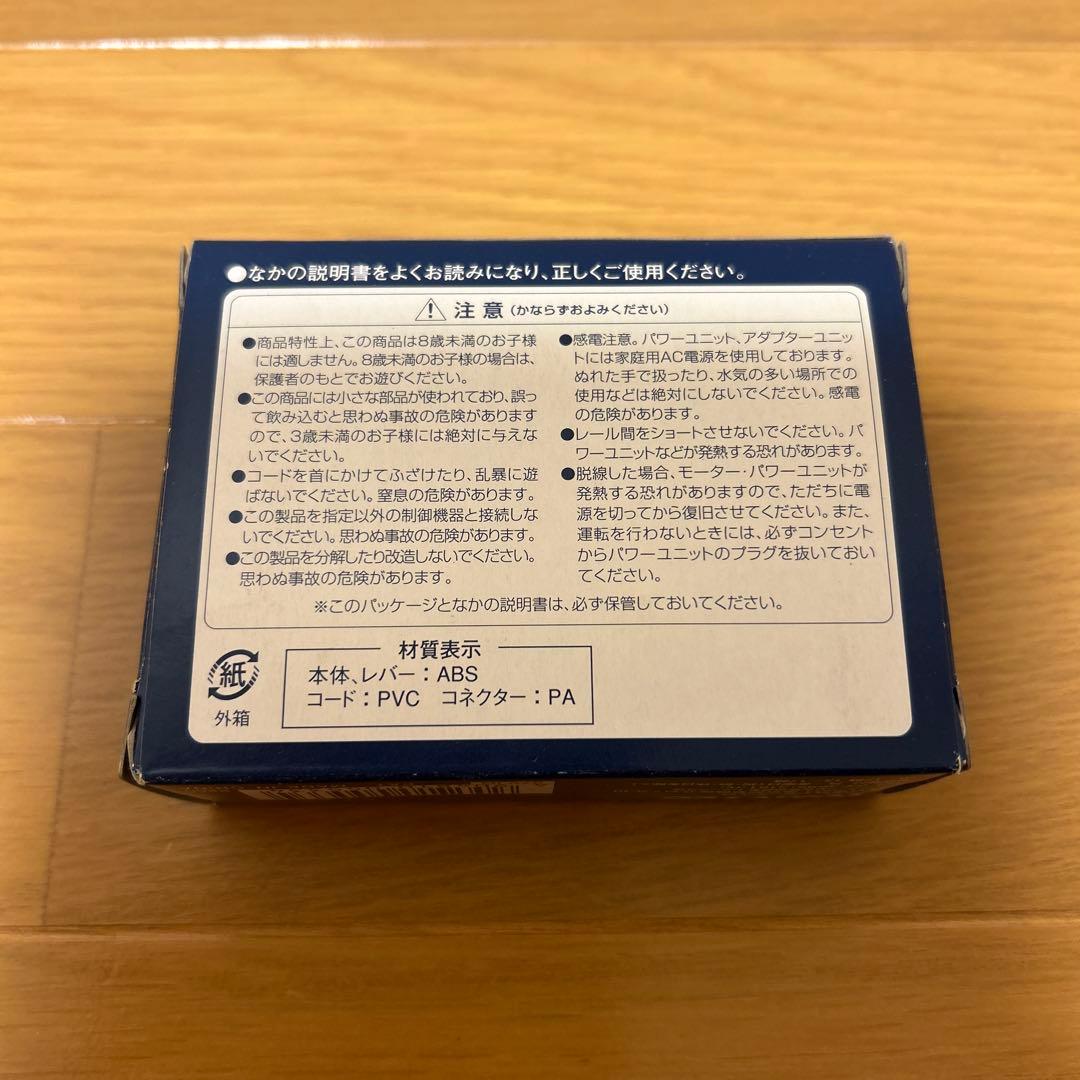 ●なかの説明書をよくお読みになり、正しくご使用ください。
注意(かならずおよみください)
●商品特性上、この商品は8歳未満のお子様
には適しません。8歳未満のお子様の場合は、
保護者のもとでお遊びください。
●この商品には小さな部品が使われており、誤っ
て飲み込むと思わぬ事故の危険があります
ので、3歳未満のお子様には絶対に与えな
いでください。
●コードを首にかけてふざけたり、乱暴に遊
ばないでください。窒息の危険があります。
●この製品を指定以外の制御機器と接続しな
いでください。思わぬ事故の危険があります。
●この製品を分解したり改造しないでください。
思わぬ事故の危険があります。
●感電注意。パワーユニット、アダプターユニッ
トには家庭用AC電源を使用しております。
ぬれた手で扱ったり、水気の多い場所での
使用などは絶対にしないでください。感電
の危険があります。
●レール間をショートさせないでください。パ
ワーユニットなどが発熱する恐れがあります。
●脱線した場合、モーター・パワーユニットが
発熱する恐れがありますので、ただちに電
源を切ってから復旧させてください。また、
運転を行わないときには、必ずコンセント
からパワーユニットのプラグを抜いておい
てください。
※このパッケージとなかの説明書は、必ず保管しておいてください。
紙
外箱
材質表示
本体、レバー:ABS
コード:PVC コネクター:PA